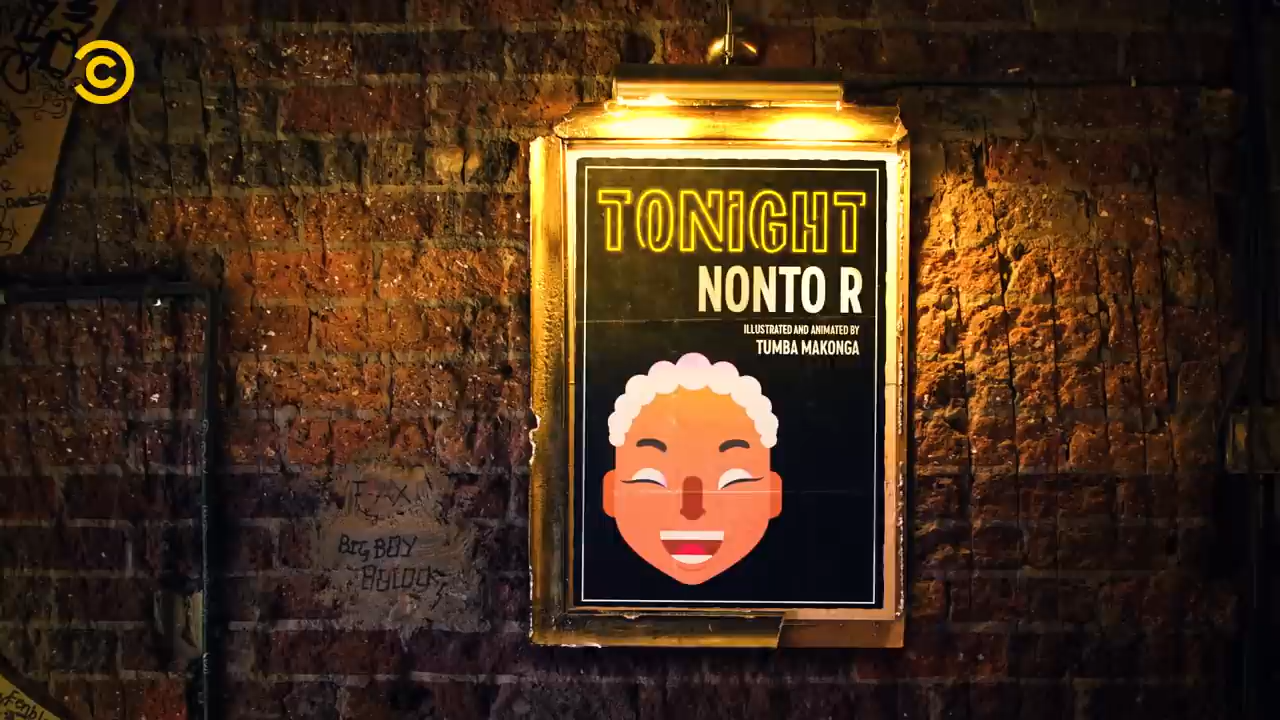 TONIGHT
NONTO R
ILLUSTRATED AND ANIMATED BY
TUMBA MAKONGA
BIG BOY